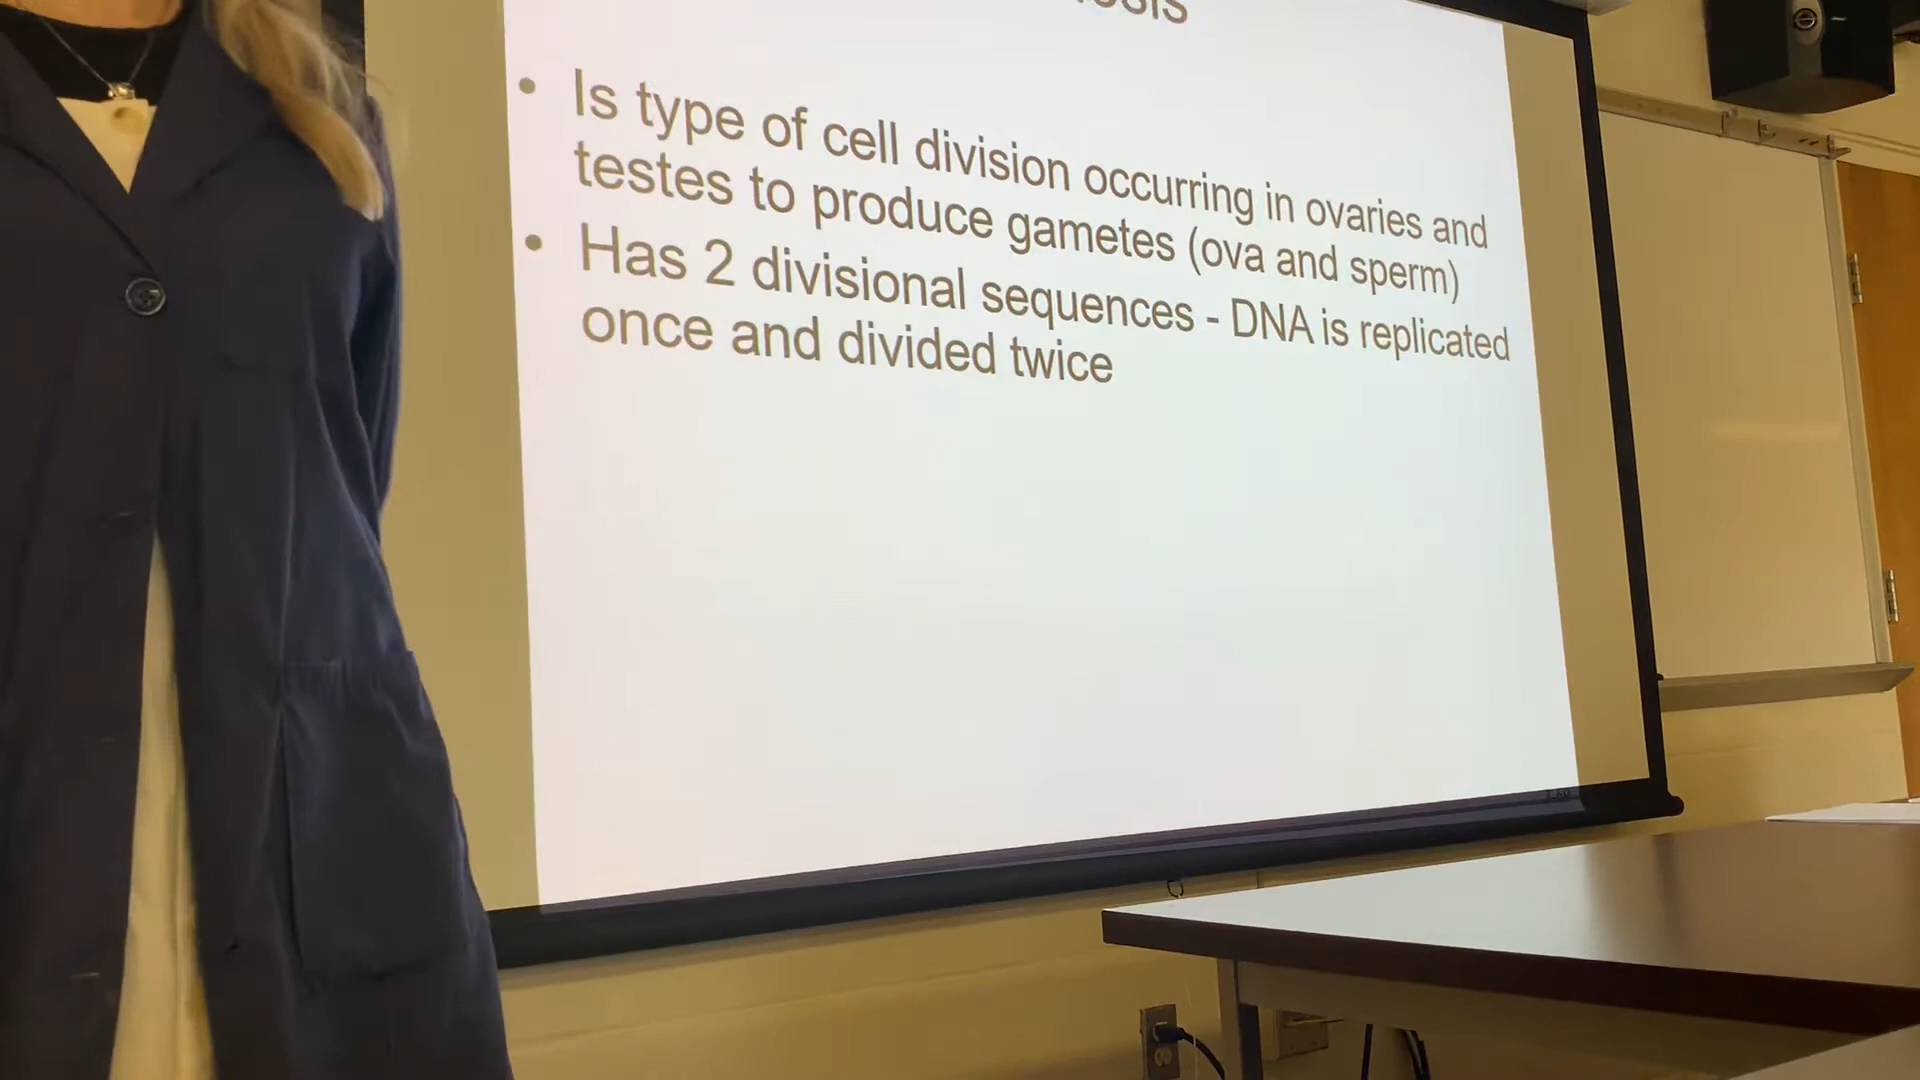 • Is type of cell division occurring in ovaries and
testes to produce gametes (ova and sperm)
• Has 2 divisional sequences - DNA is replicated
once and divided twice